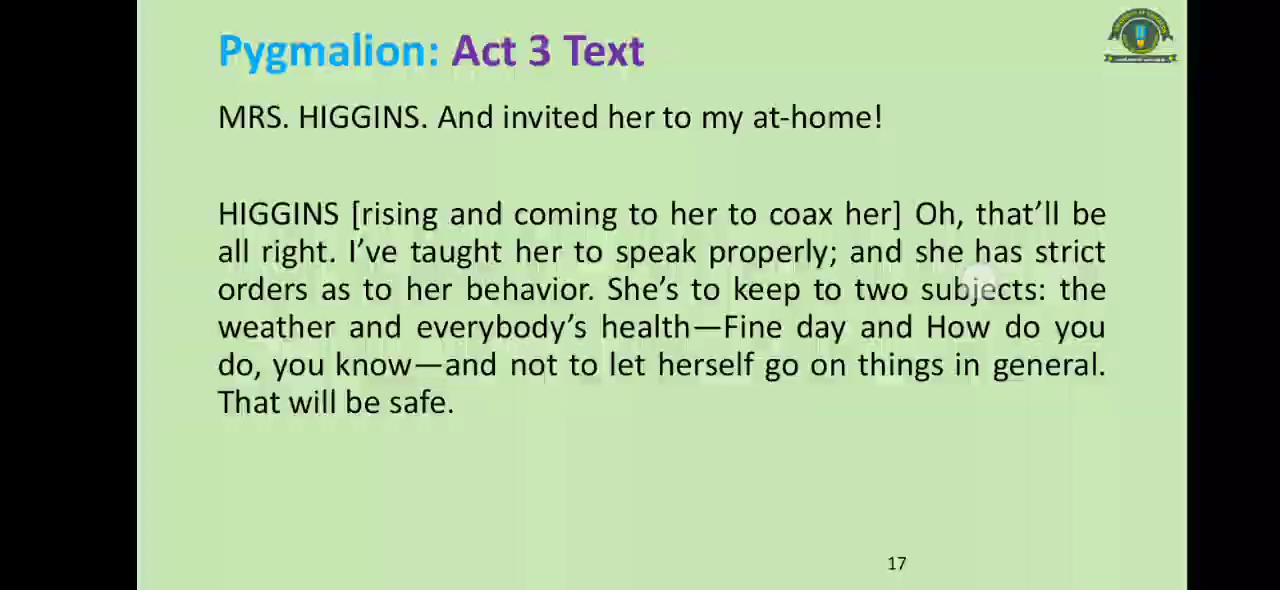 Pygmalion: Act 3 Text
MRS. HIGGINS. And invited her to my at-home!
HIGGINS [rising and coming to her to coax her] Oh, that’ll be
all right. I’ve taught her to speak properly; and she has strict
orders as to her behavior. She’s to keep to two subjects: the
weather and everybody’s health—Fine day and How do you
do, you know—and not to let herself go on things in general.
That will be safe.
17